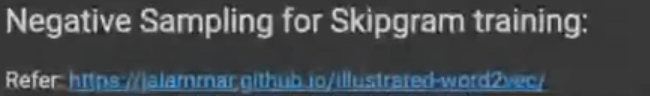 Negative Sampling for Skipgram training:
Refer: https://jalammar.github.io/illustrated-word2vec/